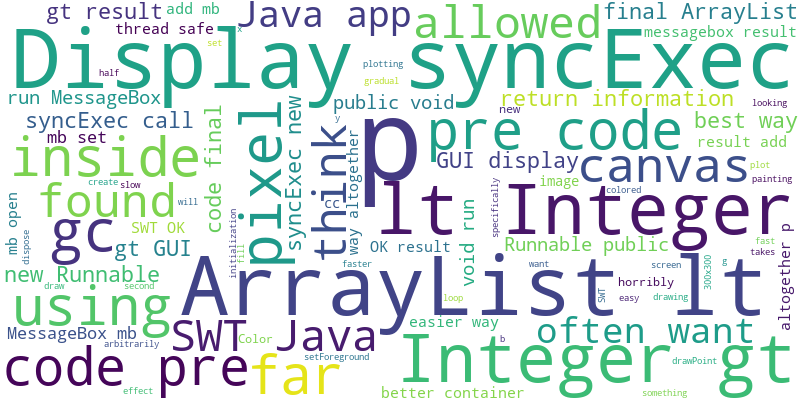 gt result
add mb
Java app
allowed
final ArrayList
thread safe
set
x
messagebox result
Display syncExec
half
plotting
gradual
looking
run MessageBox
public void
new
return information
syncExec call
mb set
pixel
syncExec new
think
p
pre code
best way
result add
code final
inside
way altogether
GUI display
canvas
plot
painting
create
slow
found
cc
y
image
colored
mb open
will
SWT OK
lt Integer
specifically
gc
gt GUI
initialization
fill
OK result
void run
Runnable public
fast
takes
dispose
new Runnable
faster
want
screen
g
300x300
altogether p
draw
second
ArrayList lt
horribly
using
loop
SWT
easy
drawing
MessageBox mb
arbitrarily
SWT Java
Color
setForeground
easier way
b
often want
code pre
far
Integer gt
drawPoint
effect
better container
something